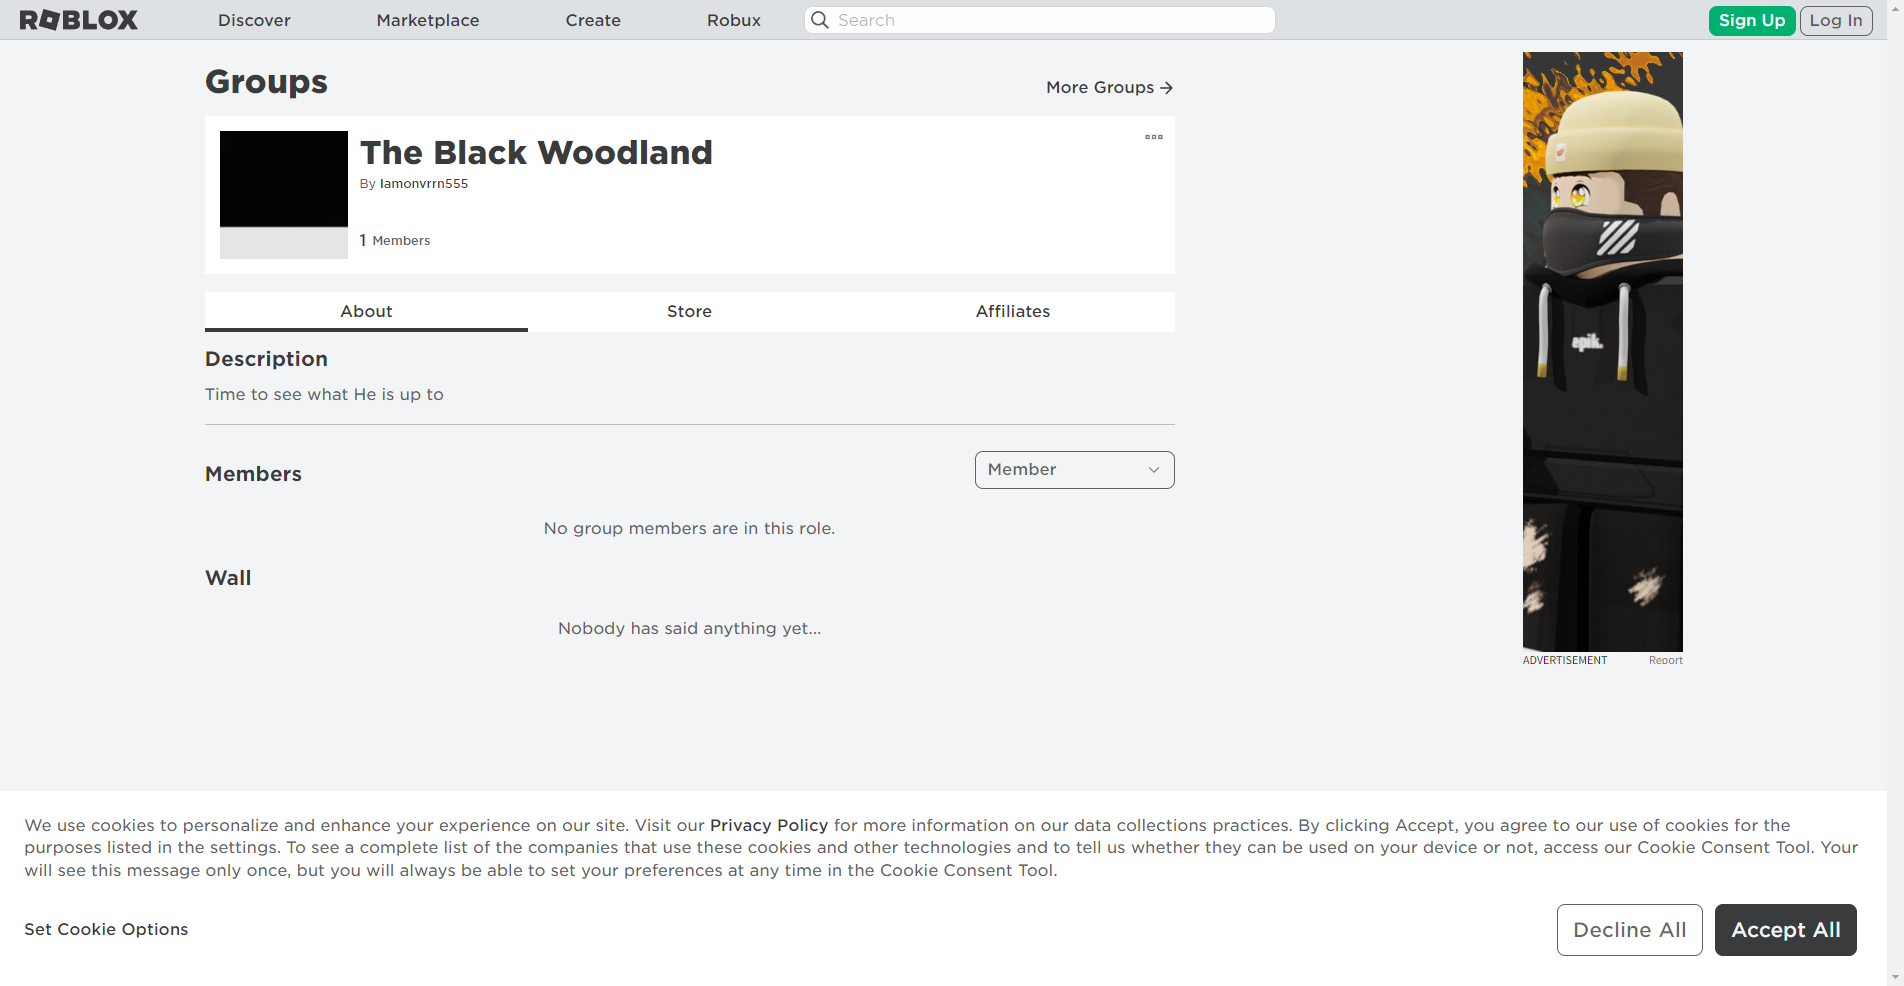 ROBLOX
Discover
Marketplace
Create
Robux
Search
Sign Up
Log In
Groups
More Groups
The Black Woodland
By Iamonvrrn555
1 Members
About
Store
Affiliates
Description
Time to see what He is up to
Members
Member
No group members are in this role.
Wall
Nobody has said anything yet...
epik.
ADVERTISEMENT
Report
We use cookies to personalize and enhance your experience on our site. Visit our Privacy Policy for more information on our data collections practices. By clicking Accept, you agree to our use of cookies for the
purposes listed in the settings. To see a complete list of the companies that use these cookies and other technologies and to tell us whether they can be used on your device or not, access our Cookie Consent Tool. Your
will see this message only once, but you will always be able to set your preferences at any time in the Cookie Consent Tool.
Set Cookie Options
Decline All
Accept All